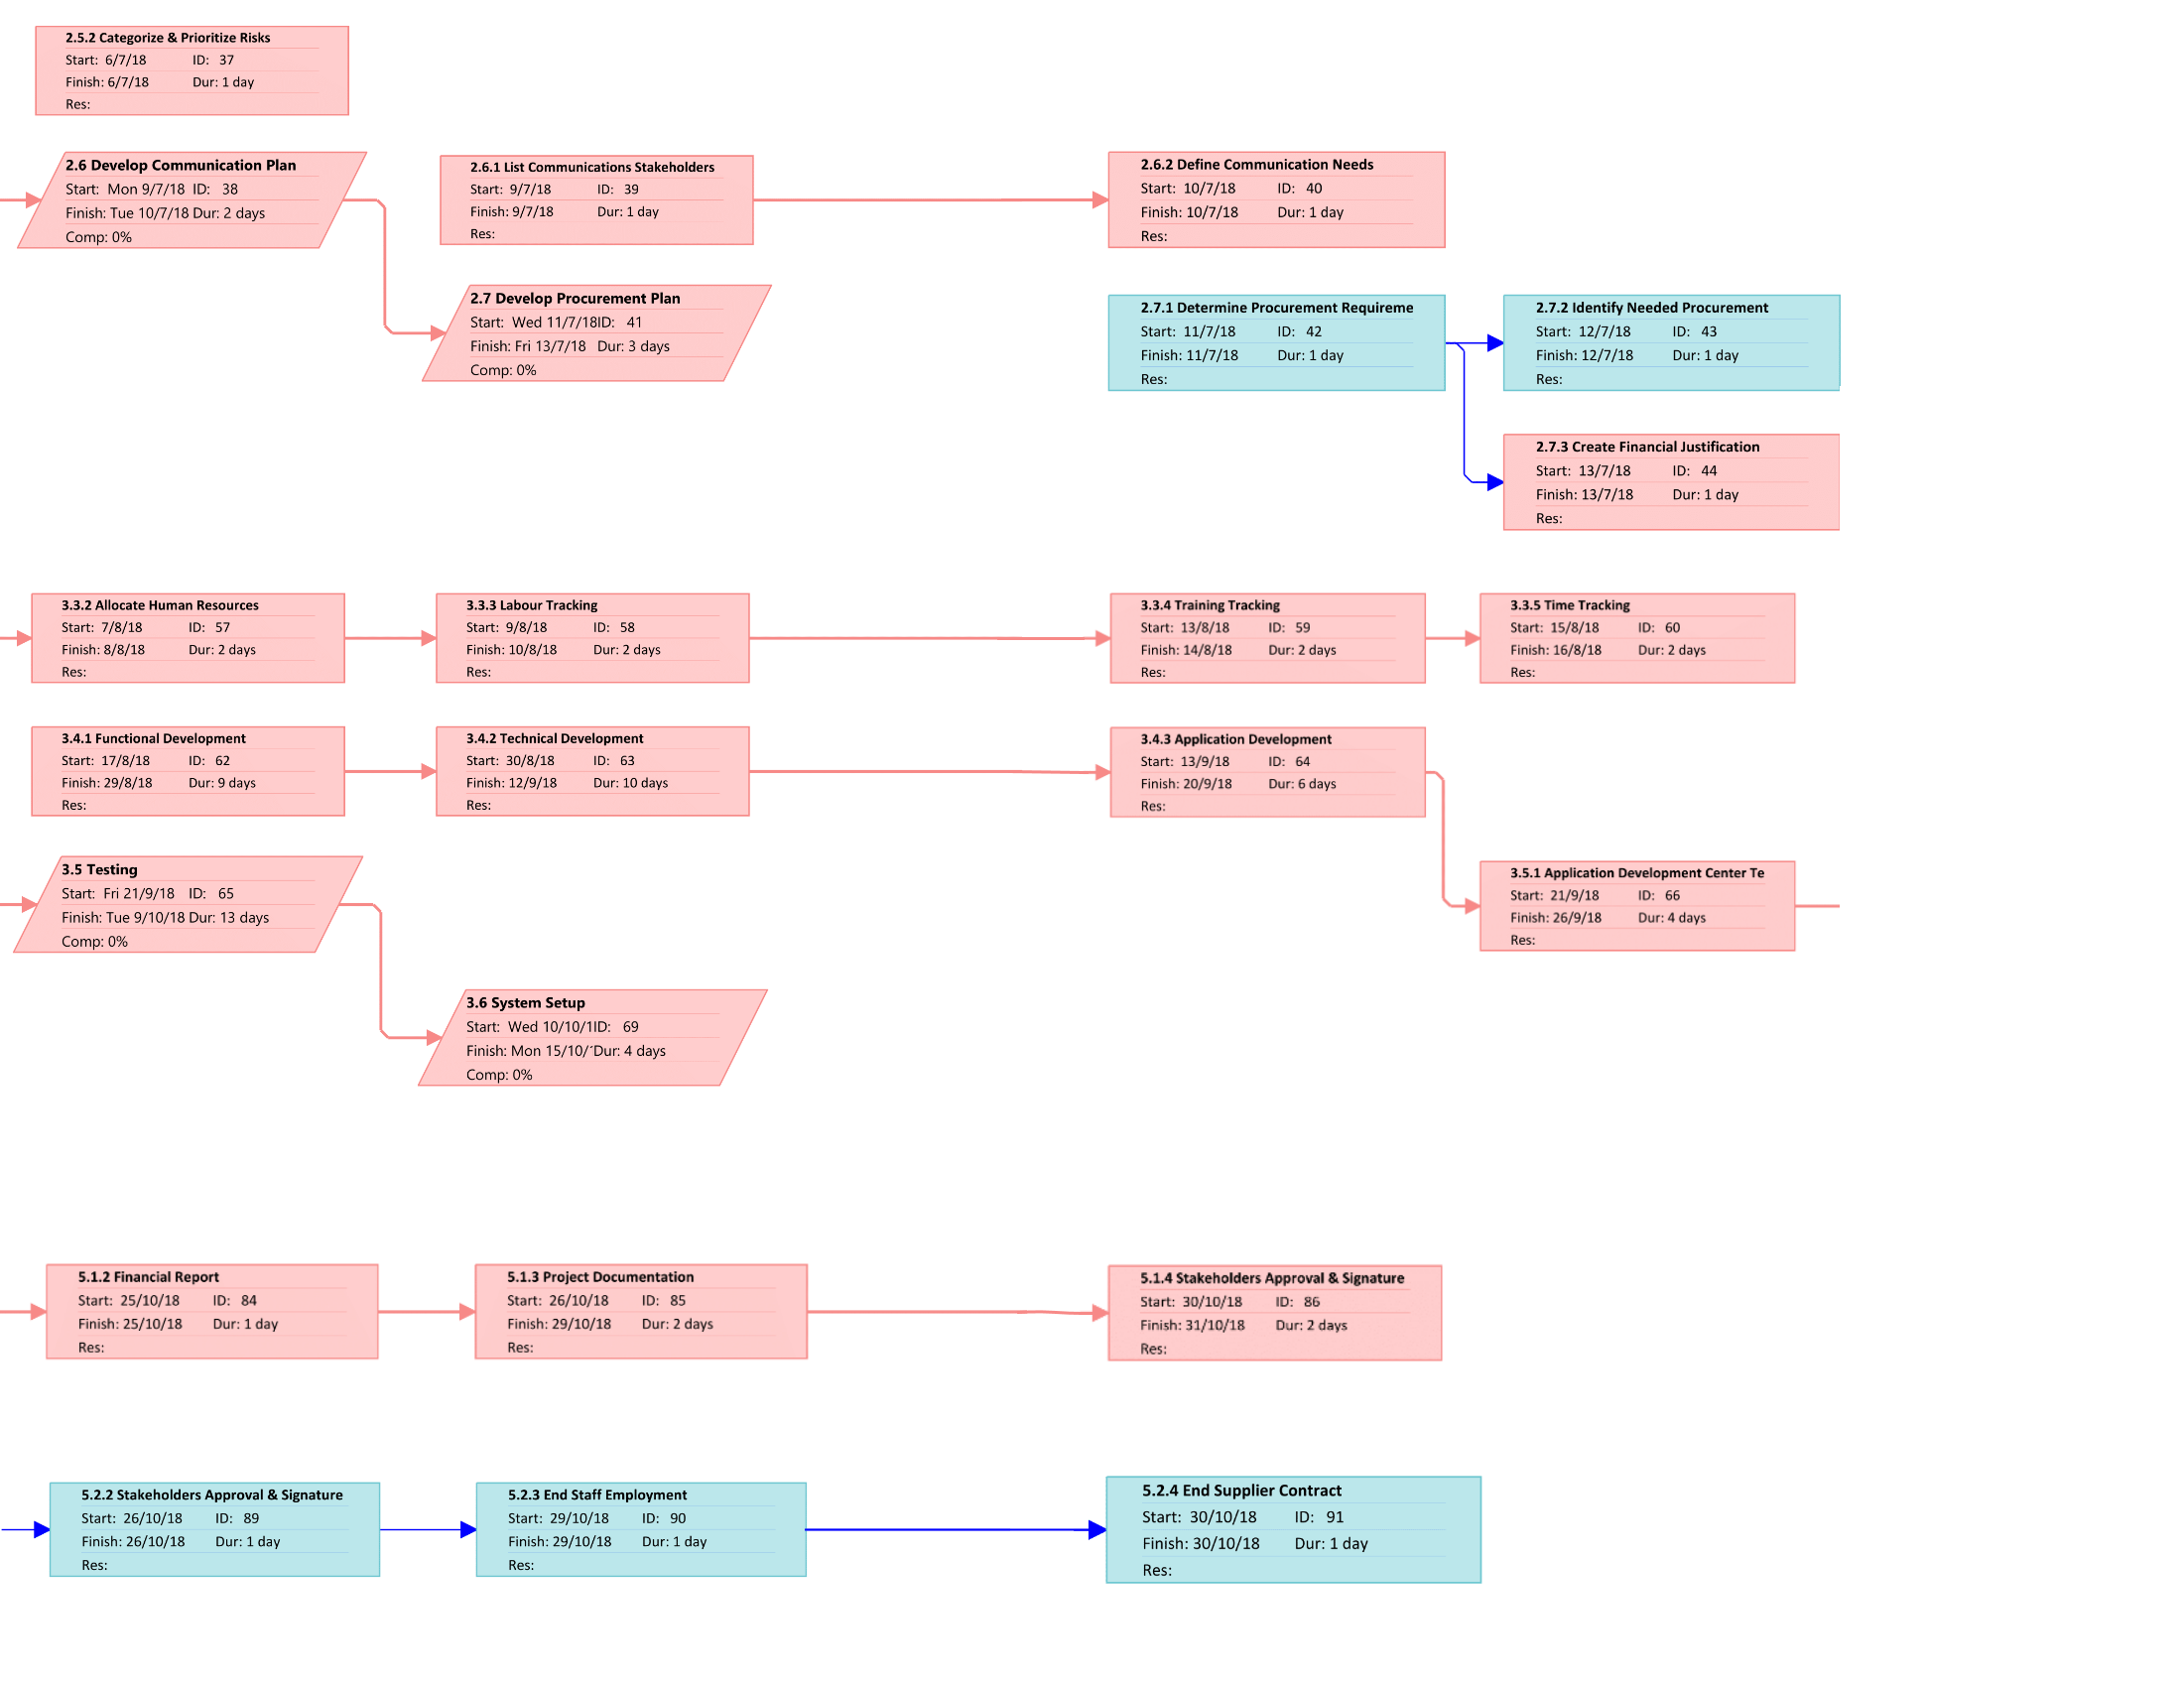 2.5.2 Categorize & Prioritize Risks
Start: 6/7/18 ID: 37
Finish: 6/7/18 Dur: 1 day
Res:
2.6 Develop Communication Plan
Start: Mon 9/7/18 ID: 38
Finish: Tue 10/7/18 Dur: 2 days
Comp: 0%
2.6.1 List Communications Stakeholders
Start: 9/7/18 ID: 39
Finish: 9/7/18 Dur: 1 day
Res:
2.6.2 Define Communication Needs
Start: 10/7/18 ID: 40
Finish: 10/7/18 Dur: 1 day
Res:
2.7 Develop Procurement Plan
Start: Wed 11/7/18 ID: 41
Finish: Fri 13/7/18 Dur: 3 days
Comp: 0%
2.7.1 Determine Procurement Requireme
Start: 11/7/18 ID: 42
Finish: 11/7/18 Dur: 1 day
Res:
2.7.2 Identify Needed Procurement
Start: 12/7/18 ID: 43
Finish: 12/7/18 Dur: 1 day
Res:
2.7.3 Create Financial Justification
Start: 13/7/18 ID: 44
Finish: 13/7/18 Dur: 1 day
Res:
3.3.2 Allocate Human Resources
Start: 7/8/18 ID: 57
Finish: 8/8/18 Dur: 2 days
Res:
3.3.3 Labour Tracking
Start: 9/8/18 ID: 58
Finish: 10/8/18 Dur: 2 days
Res:
3.3.4 Training Tracking
Start: 13/8/18 ID: 59
Finish: 14/8/18 Dur: 2 days
Res:
3.3.5 Time Tracking
Start: 15/8/18 ID: 60
Finish: 16/8/18 Dur: 2 days
Res:
3.4.1 Functional Development
Start: 17/8/18 ID: 62
Finish: 29/8/18 Dur: 9 days
Res:
3.4.2 Technical Development
Start: 30/8/18 ID: 63
Finish: 12/9/18 Dur: 10 days
Res:
3.4.3 Application Development
Start: 13/9/18 ID: 64
Finish: 20/9/18 Dur: 6 days
Res:
3.5 Testing
Start: Fri 21/9/18 ID: 65
Finish: Tue 9/10/18 Dur: 13 days
Comp: 0%
3.5.1 Application Development Center Te
Start: 21/9/18 ID: 66
Finish: 26/9/18 Dur: 4 days
Res:
3.6 System Setup
Start: Wed 10/10/1 ID: 69
Finish: Mon 15/10/ Dur: 4 days
Comp: 0%
5.1.2 Financial Report
Start: 25/10/18 ID: 84
Finish: 25/10/18 Dur: 1 day
Res:
5.1.3 Project Documentation
Start: 26/10/18 ID: 85
Finish: 29/10/18 Dur: 2 days
Res:
5.1.4 Stakeholders Approval & Signature
Start: 30/10/18 ID: 86
Finish: 31/10/18 Dur: 2 days
Res:
5.2.2 Stakeholders Approval & Signature
Start: 26/10/18 ID: 89
Finish: 26/10/18 Dur: 1 day
Res:
5.2.3 End Staff Employment
Start: 29/10/18 ID: 90
Finish: 29/10/18 Dur: 1 day
Res:
5.2.4 End Supplier Contract
Start: 30/10/18 ID: 91
Finish: 30/10/18 Dur: 1 day
Res: